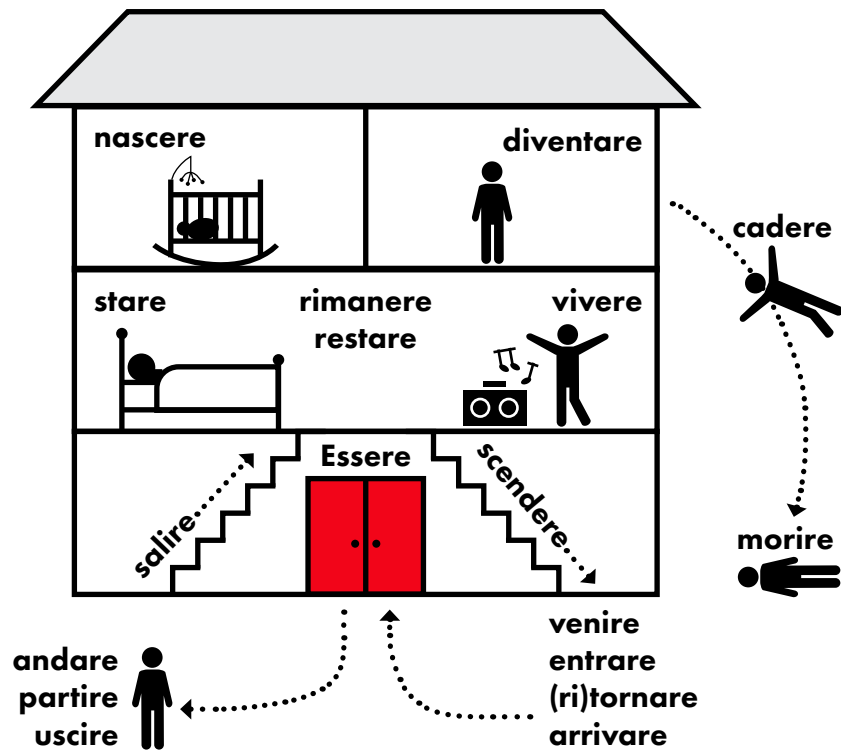 nascere
diventare
cadere
stare
rimanere
restare
vivere
Essere
salire
scendere
morire
andare
partire
uscire
venire
entrare
(ri)tornare
arrivare